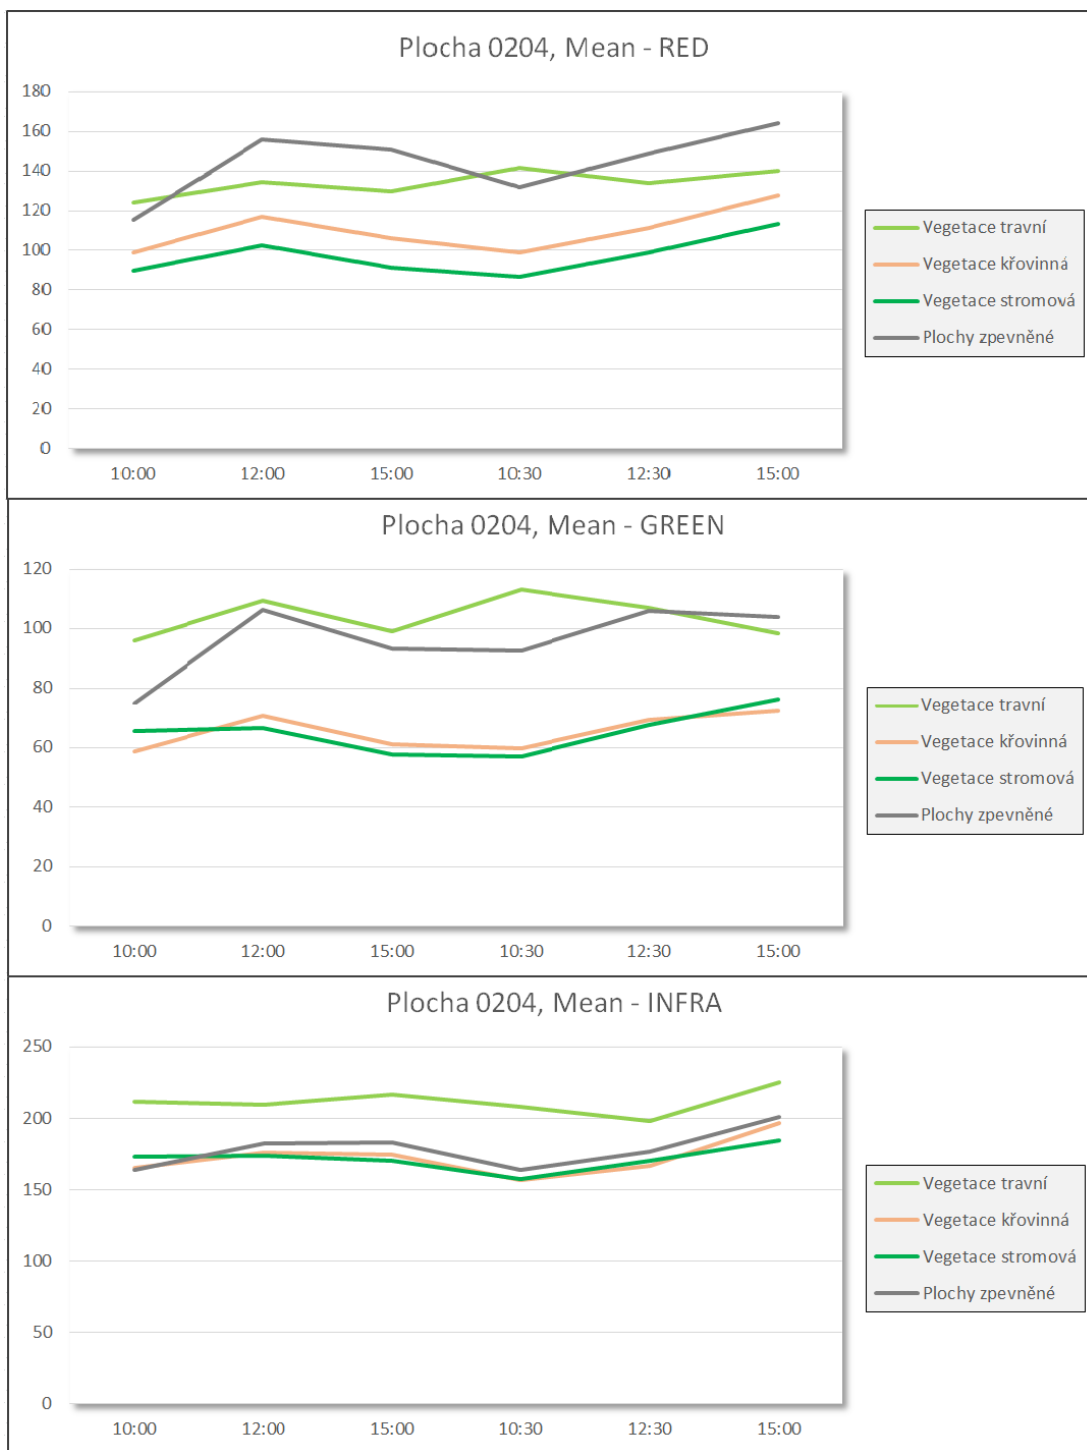 Plocha 0204, Mean - RED
180
160
140
120
100
80
60
40
20
0
10:00 12:00 15:00 10:30 12:30 15:00
Vegetace travní
Vegetace křovinná
Vegetace stromová
Plochy zpevněné
Plocha 0204, Mean - GREEN
120
100
80
60
40
20
0
10:00 12:00 15:00 10:30 12:30 15:00
Vegetace travní
Vegetace křovinná
Vegetace stromová
Plochy zpevněné
Plocha 0204, Mean - INFRA
250
200
150
100
50
0
10:00 12:00 15:00 10:30 12:30 15:00
Vegetace travní
Vegetace křovinná
Vegetace stromová
Plochy zpevněné